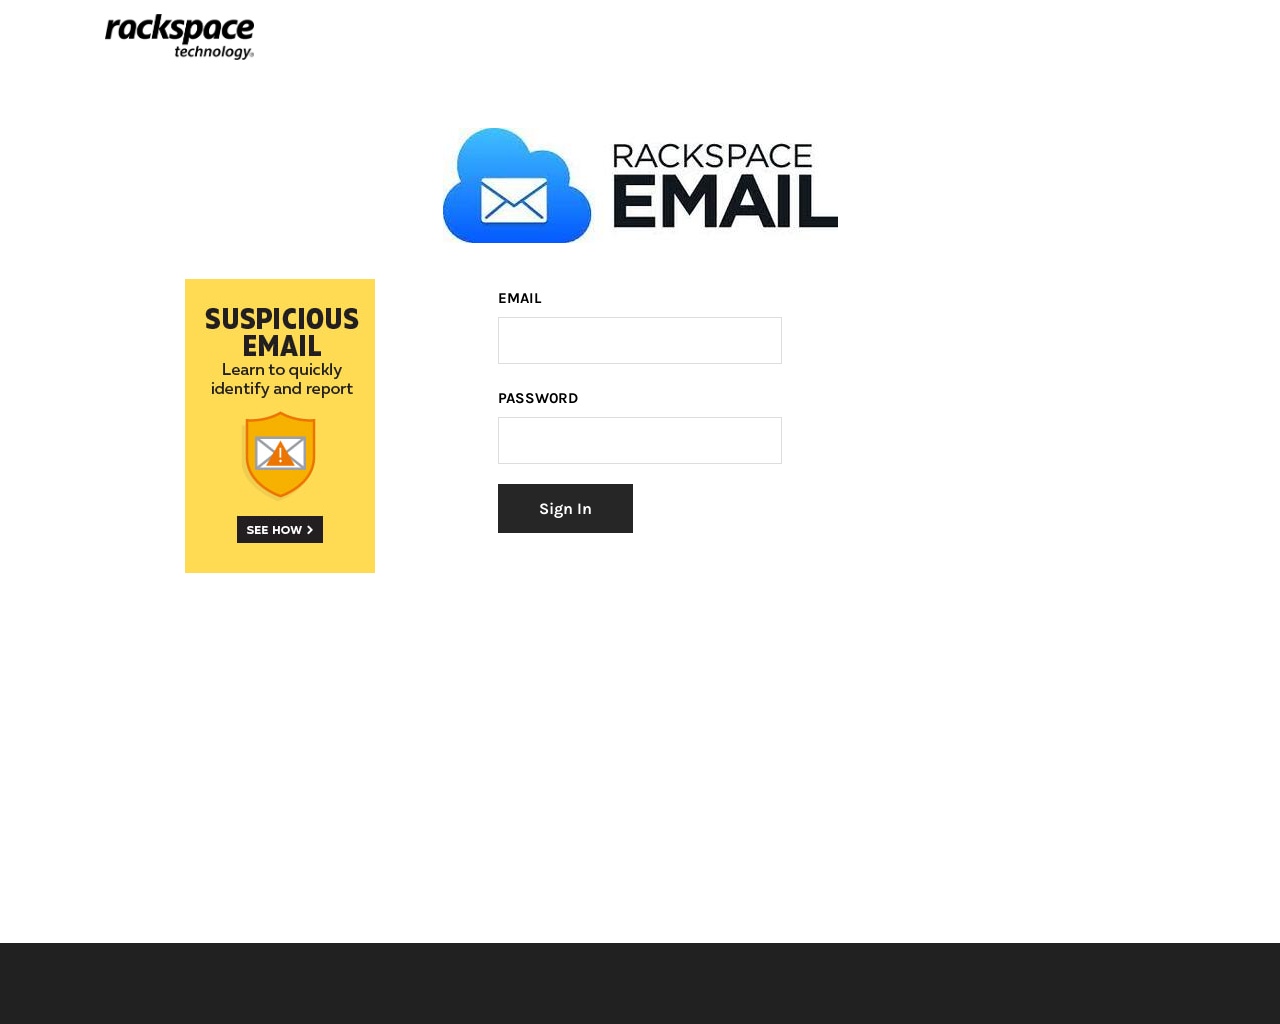 rackspace
technology
RACKSPACE
EMAIL
SUSPICIOUS
EMAIL
Learn to quickly
identify and report
SEE HOW
EMAIL
PASSWORD
Sign In